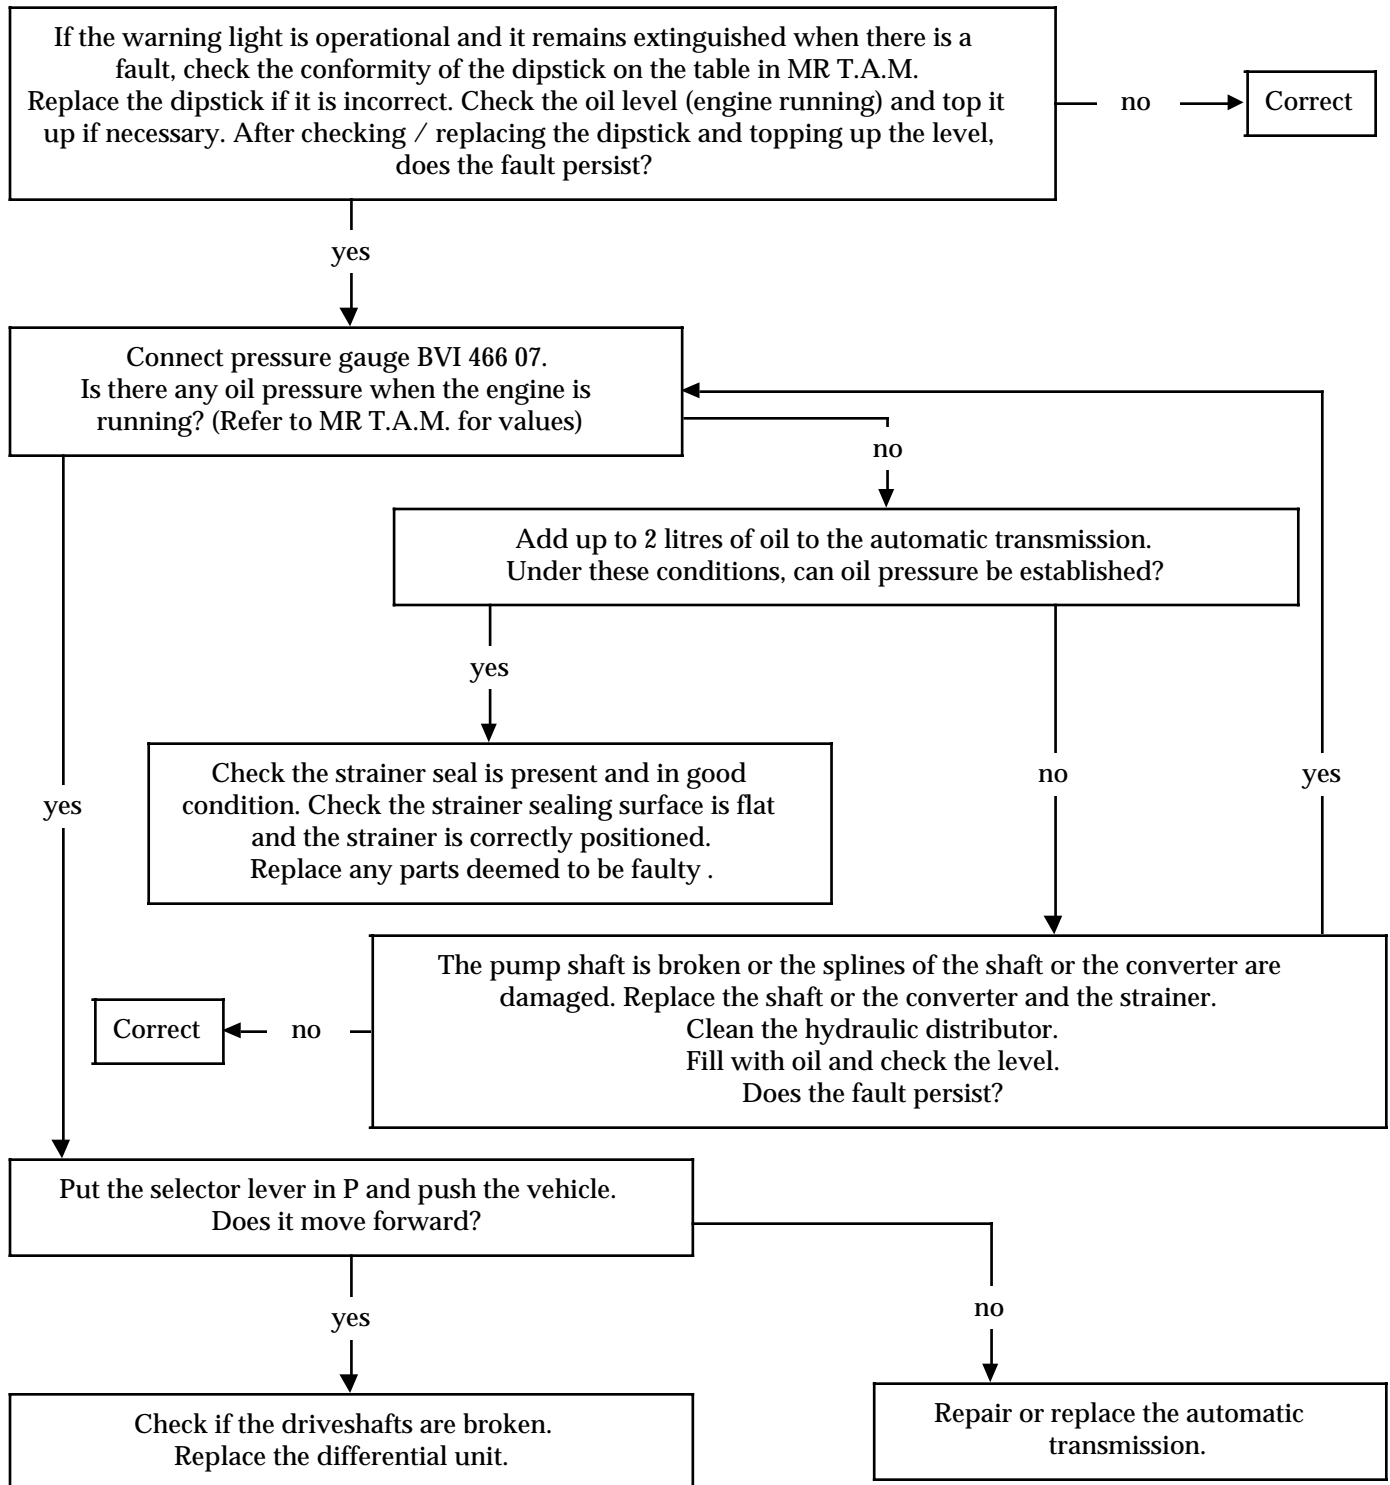 If the warning light is operational and it remains extinguished when there is a
fault, check the conformity of the dipstick on the table in MR T.A.M.
Replace the dipstick if it is incorrect. Check the oil level (engine running) and top it
up if necessary. After checking / replacing the dipstick and topping up the level,
does the fault persist?
no
Correct
yes
Connect pressure gauge BVI 466 07.
Is there any oil pressure when the engine is
running? (Refer to MR T.A.M. for values)
no
Add up to 2 litres of oil to the automatic transmission.
Under these conditions, can oil pressure be established?
yes
Check the strainer seal is present and in good
condition. Check the strainer sealing surface is flat
and the strainer is correctly positioned.
Replace any parts deemed to be faulty .
no
yes
yes
The pump shaft is broken or the splines of the shaft or the converter are
damaged. Replace the shaft or the converter and the strainer.
Clean the hydraulic distributor.
Fill with oil and check the level.
Does the fault persist?
no
Correct
Put the selector lever in P and push the vehicle.
Does it move forward?
yes
no
Check if the driveshafts are broken.
Replace the differential unit.
Repair or replace the automatic
transmission.